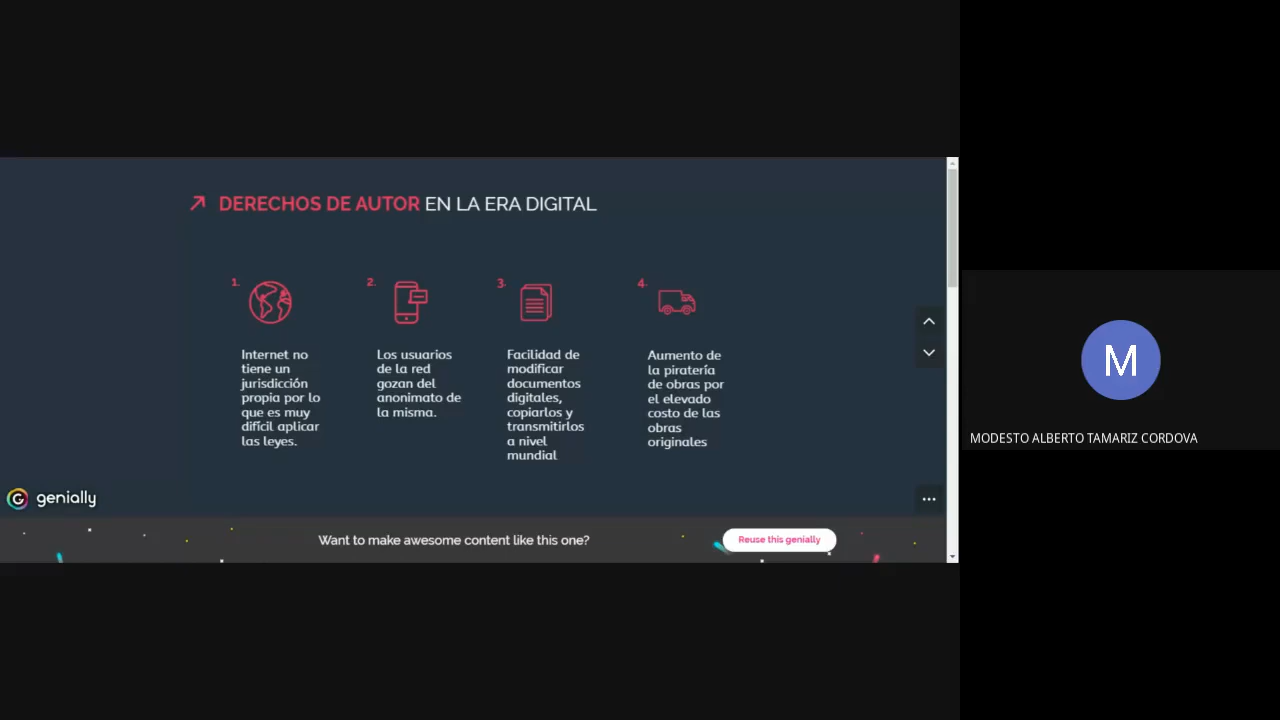 DERECHOS DE AUTOR EN LA ERA DIGITAL
1.
Internet no
tiene un
jurisdicción
propia por lo
que es muy
difícil aplicar
las leyes.
2.
Los usuarios
de la red
gozan del
anonimato de
la misma.
3.
Facilidad de
modificar
documentos
digitales,
copiarlos y
transmitirlos
a nivel
mundial
4.
Aumento de
la piratería
de obras por
el elevado
costo de las
obras
originales
genially
Want to make awesome content like this one?
Reuse this genially
M
MODESTO ALBERTO TAMARIZ CORDOVA